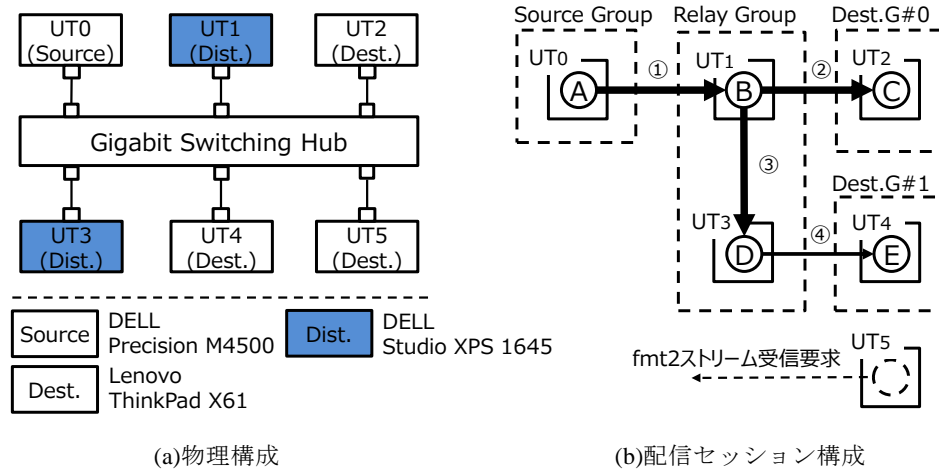 UT0
(Source)
UT1
(Dist.)
UT2
(Dest.)
Gigabit Switching Hub
UT3
(Dist.)
UT4
(Dest.)
UT5
(Dest.)
Source
DELL
Precision M4500
Dist.
DELL
Studio XPS 1645
Dest.
Lenovo
ThinkPad X61
(a)物理構成
Source Group
Relay Group
Dest.G#0
UT0
A
①
UT1
B
②
UT2
C
③
Dest.G#1
UT3
D
④
UT4
E
UT5
fmt2ストリーム受信要求
(b)配信セッション構成